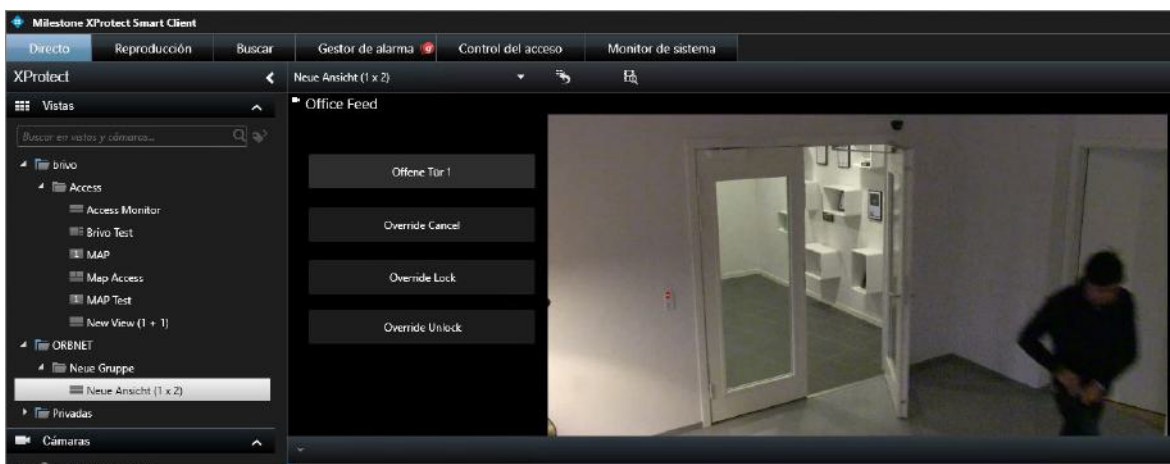 Milestone XProtect Smart Client
Directo Reproducción Buscar Gestor de alarma Control del acceso Monitor de sistema
XProtect
Neue Ansicht (1 x 2)
Vistas
Office Feed
Buscar en vistas y cámaras...
brivo
Access
Access Monitor
Brivo Test
1 MAP
Map Access
1 MAP Test
New View (1 + 1)
ORBNET
Neue Gruppe
Neue Ansicht (1 x 2)
Privadas
Cámaras
Offene Tür 1
Override Cancel
Override Lock
Override Unlock